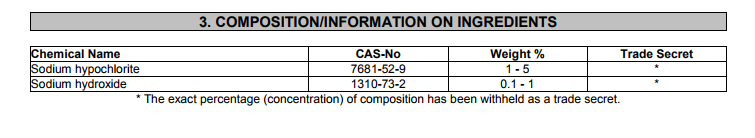 3. COMPOSITION/INFORMATION ON INGREDIENTS
Chemical Name CAS-No Weight % Trade Secret
Sodium hypochlorite 7681-52-9 1 - 5 *
Sodium hydroxide 1310-73-2 0.1 - 1 *
* The exact percentage (concentration) of composition has been withheld as a trade secret.